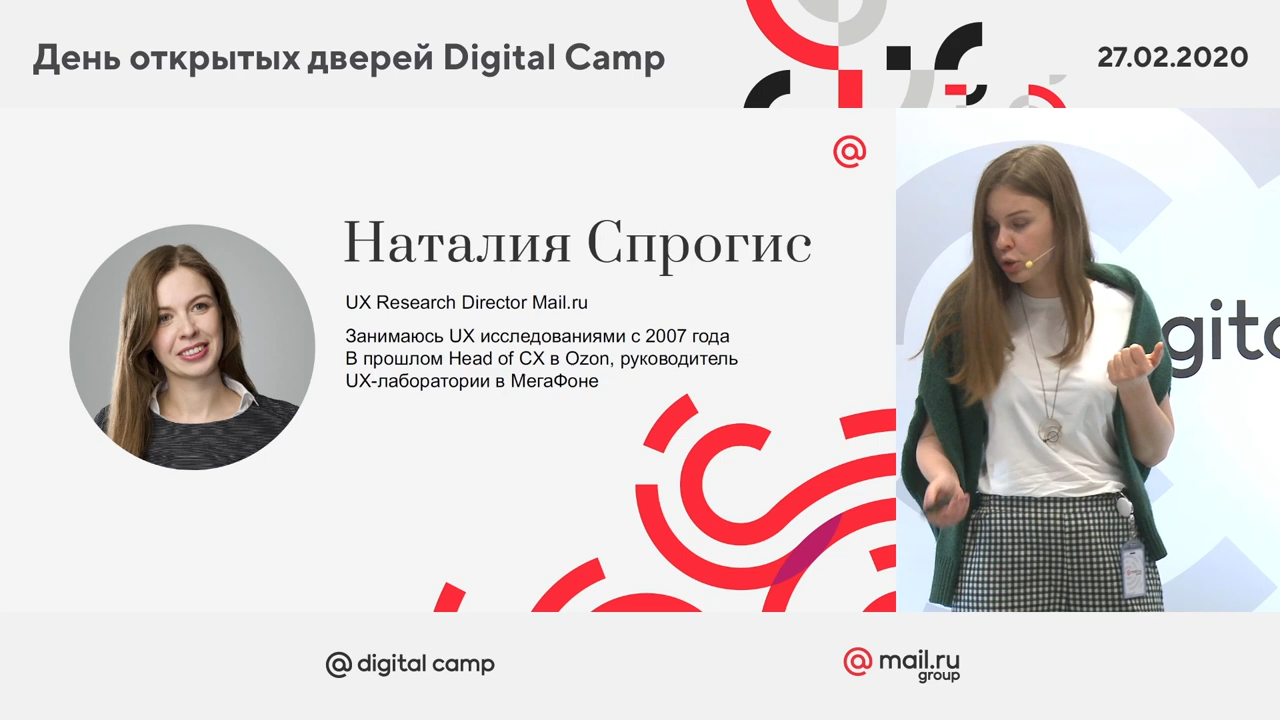 День открытых дверей Digital Camp
27.02.2020
@
Наталия Спрогис
UX Research Director Mail.ru
Занимаюсь UX исследованиями с 2007 года
В прошлом Head of CX в Ozon, руководитель
UX-лаборатории в МегаФоне
gita
@ digital camp
@ mail.ru
group